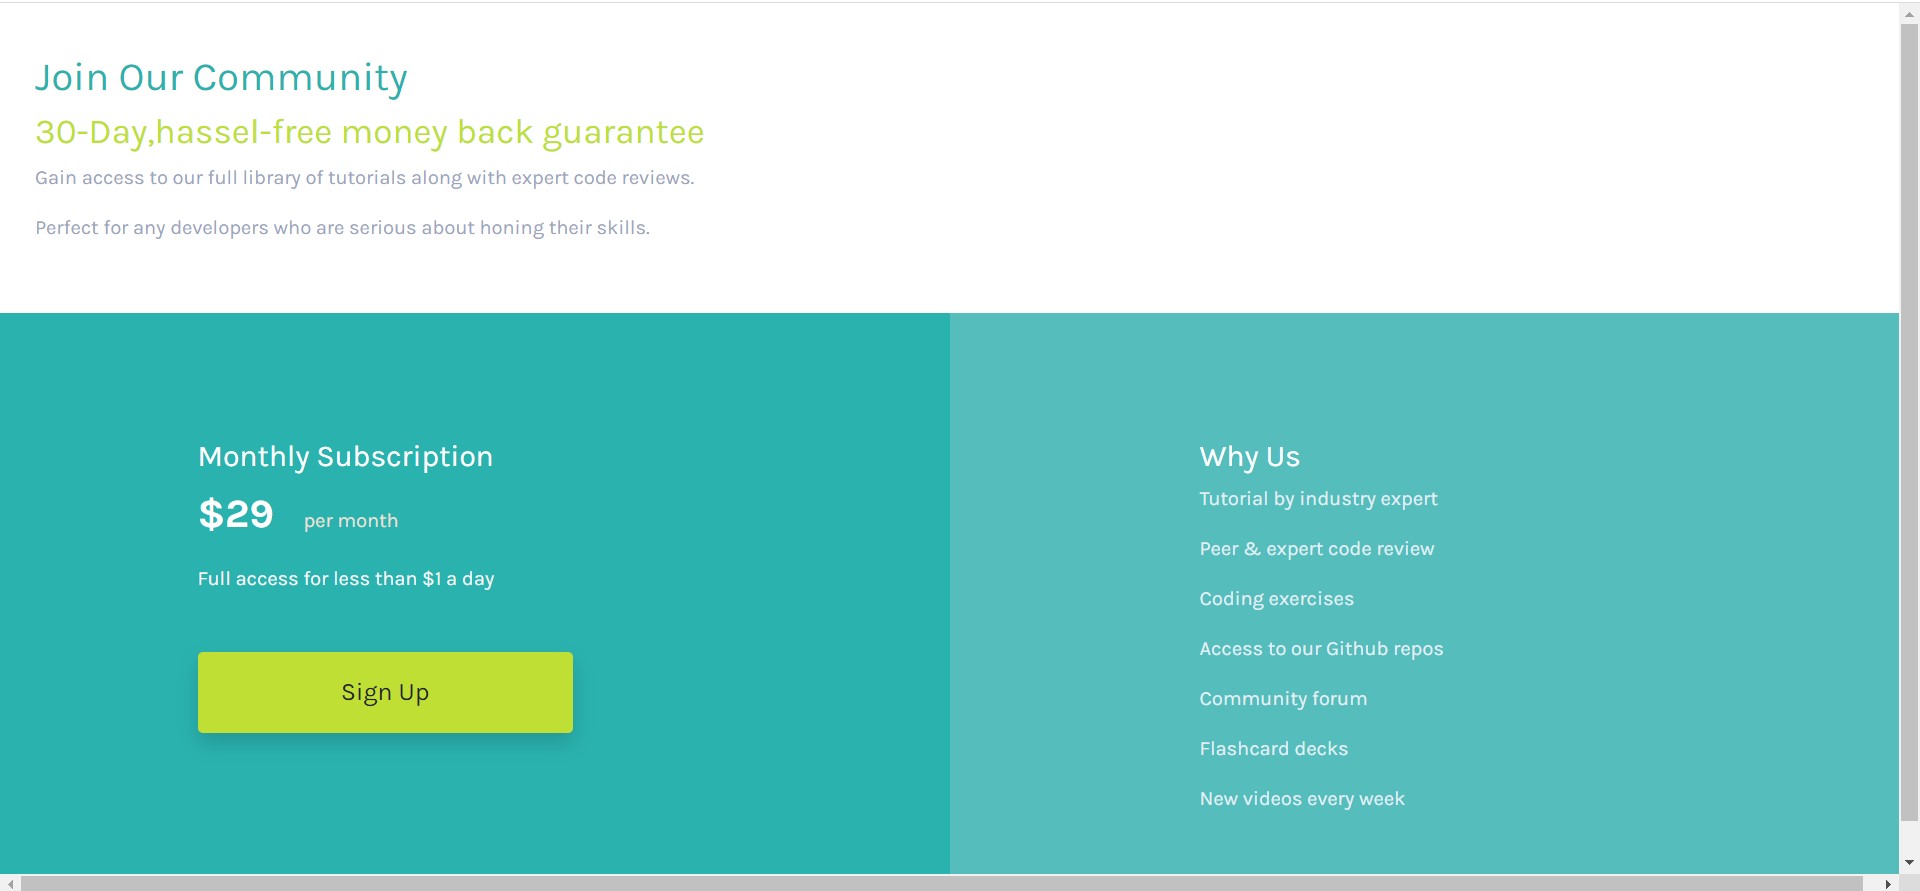 Join Our Community
30-Day,hassel-free money back guarantee
Gain access to our full library of tutorials along with expert code reviews.
Perfect for any developers who are serious about honing their skills.
Monthly Subscription
$29 per month
Full access for less than $1 a day
Sign Up
Why Us
Tutorial by industry expert
Peer & expert code review
Coding exercises
Access to our Github repos
Community forum
Flashcard decks
New videos every week